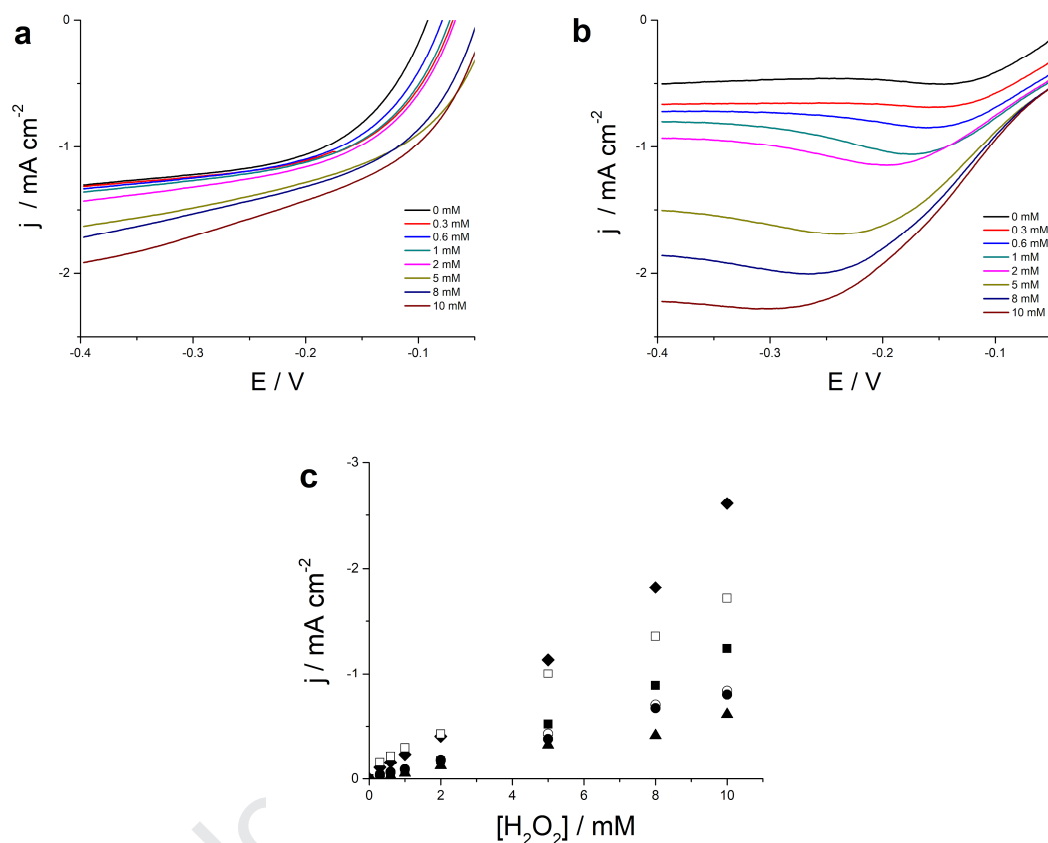 a
0
-1
-2
j / mA cm-2
-0.4
-0.3
-0.2
-0.1
E / V
0 mM
0.3 mM
0.6 mM
1 mM
2 mM
5 mM
8 mM
10 mM
b
0
-1
-2
j / mA cm-2
-0.4
-0.3
-0.2
-0.1
E / V
0 mM
0.3 mM
0.6 mM
1 mM
2 mM
5 mM
8 mM
10 mM
c
-3
-2
-1
0
j / mA cm-2
0
2
4
6
8
10
[H2O2] / mM